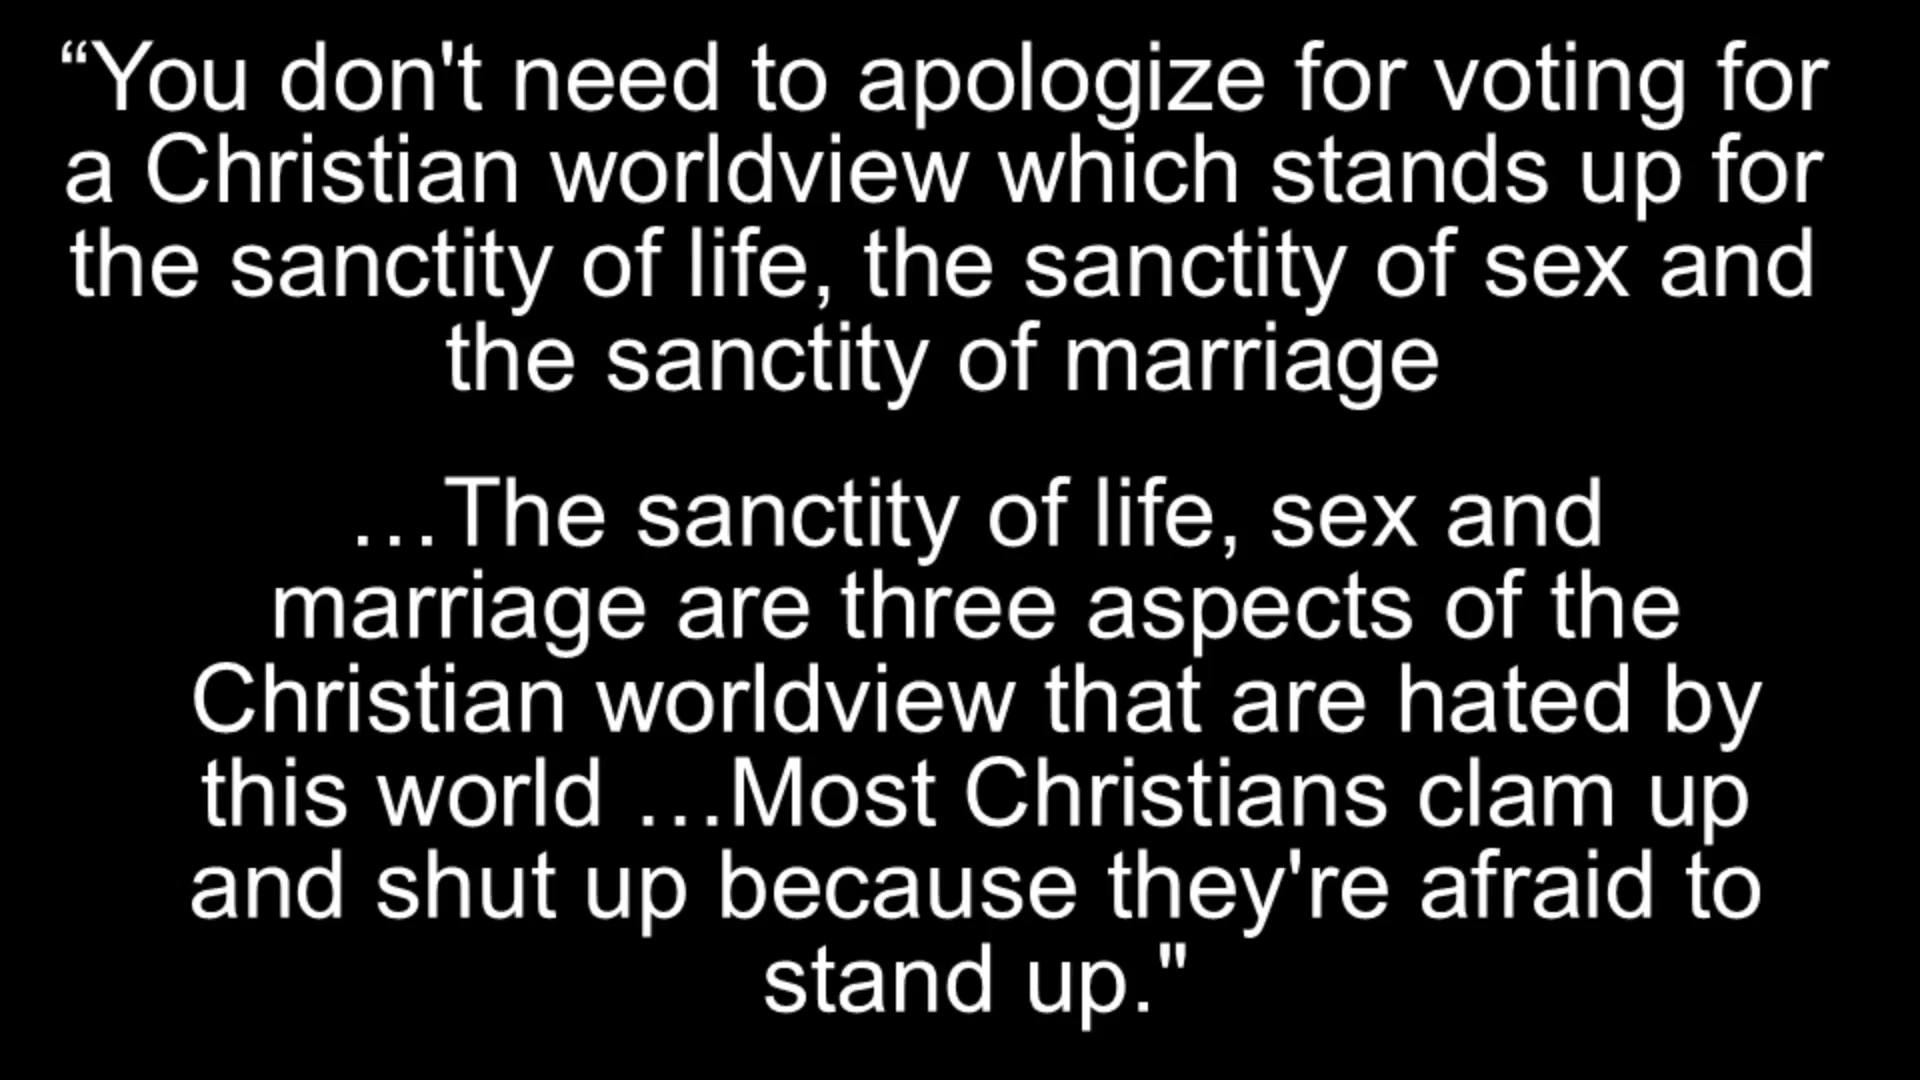 “You don't need to apologize for voting for
a Christian worldview which stands up for
the sanctity of life, the sanctity of sex and
the sanctity of marriage
…The sanctity of life, sex and
marriage are three aspects of the
Christian worldview that are hated by
this world …Most Christians clam up
and shut up because they're afraid to
stand up."